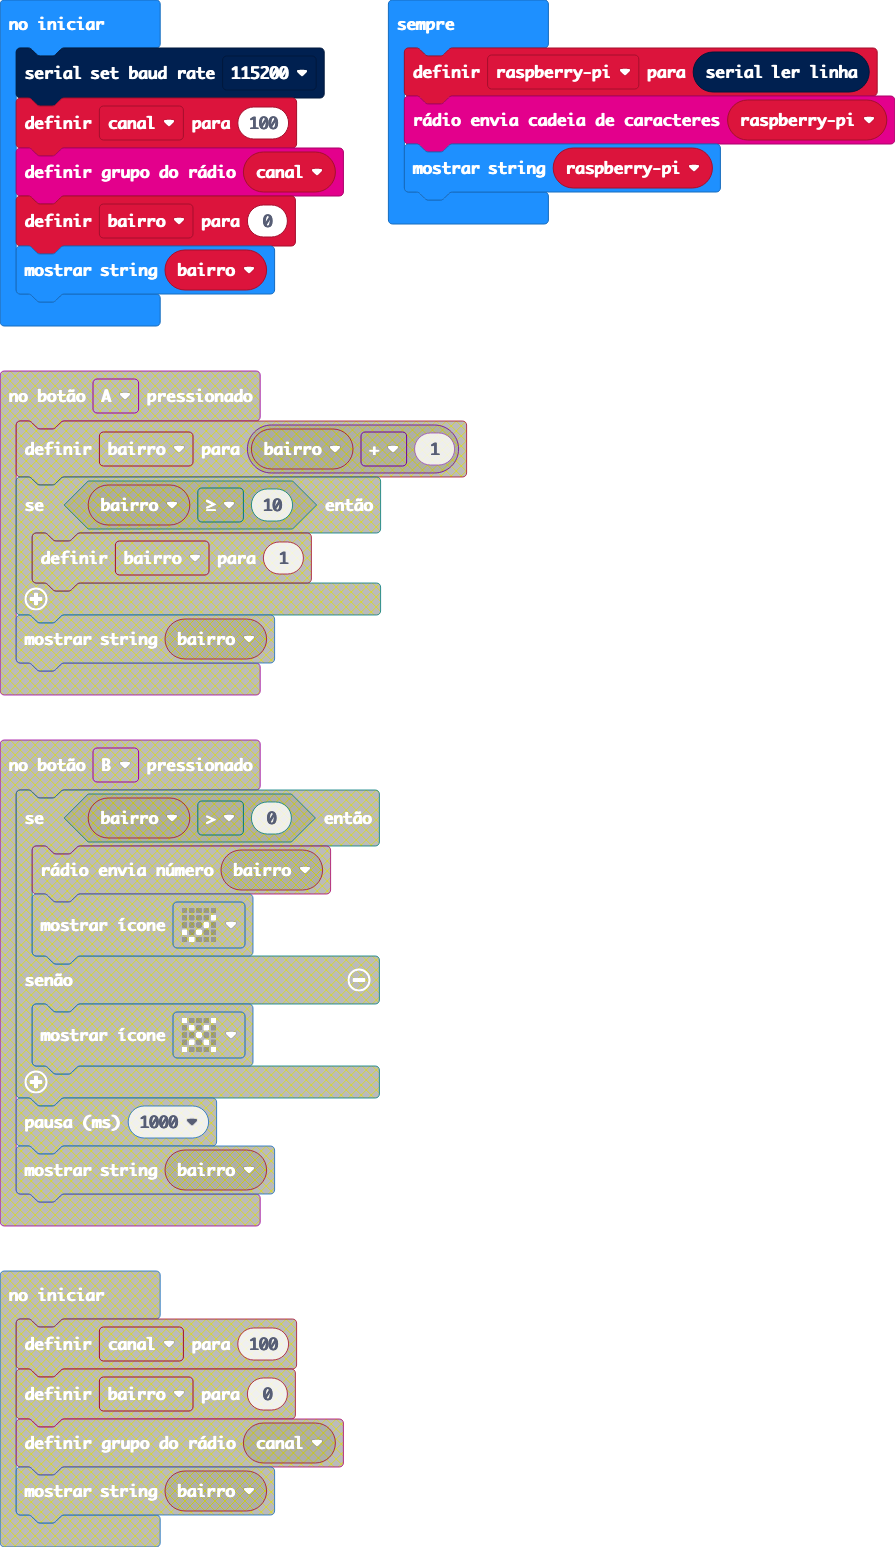 no iniciar
serial set baud rate 115200
definir canal para 100
definir grupo do rádio canal
definir bairro para 0
mostrar string bairro
sempre
definir raspberry-pi para serial ler linha
rádio envia cadeia de caracteres raspberry-pi
mostrar string raspberry-pi
no botão A pressionado
definir bairro para bairro + 1
se bairro ≥ 10 então
definir bairro para 1
mostrar string bairro
no botão B pressionado
se bairro > 0 então
rádio envia número bairro
mostrar ícone
senão
mostrar ícone
pausa (ms) 1000
mostrar string bairro
no iniciar
definir canal para 100
definir bairro para 0
definir grupo do rádio canal
mostrar string bairro